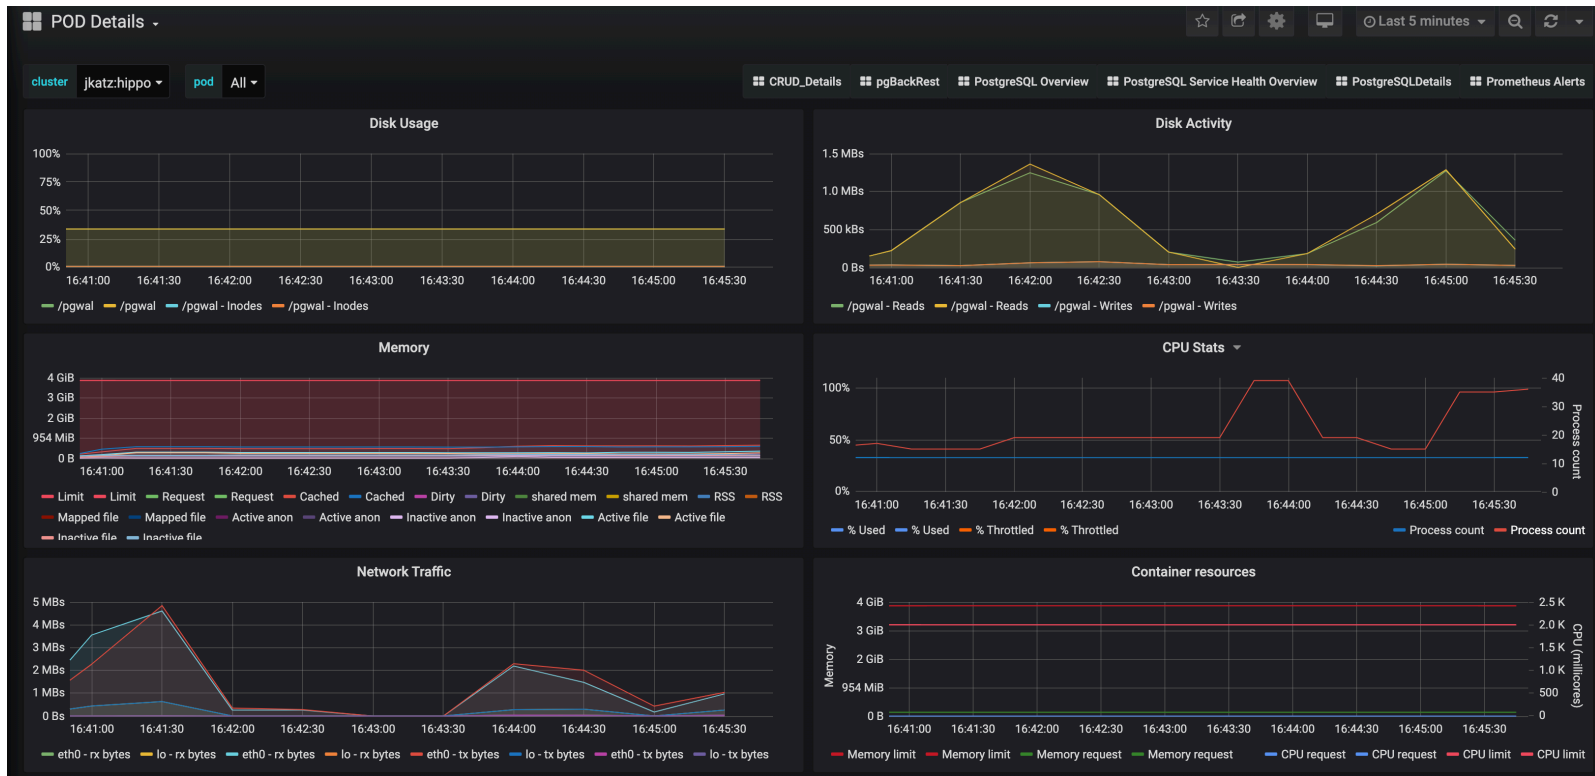 POD Details
Last 5 minutes
cluster jkatz:hippo pod All
CRUD_Details pgBackRest PostgreSQL Overview PostgreSQL Service Health Overview PostgreSQLDetails Prometheus Alerts
Disk Usage
100%
75%
50%
25%
0%
16:41:00 16:41:30 16:42:00 16:42:30 16:43:00 16:43:30 16:44:00 16:44:30 16:45:00 16:45:30
/pgwal /pgwal /pgwal - Inodes /pgwal - Inodes
Disk Activity
1.5 MBs
1.0 MBs
500 kBs
0 Bs
16:41:00 16:41:30 16:42:00 16:42:30 16:43:00 16:43:30 16:44:00 16:44:30 16:45:00 16:45:30
/pgwal - Reads /pgwal - Reads /pgwal - Writes /pgwal - Writes
Memory
4 GiB
3 GiB
2 GiB
954 MiB
0 B
16:41:00 16:41:30 16:42:00 16:42:30 16:43:00 16:43:30 16:44:00 16:44:30 16:45:00 16:45:30
Limit Limit Request Request Cached Cached Dirty Dirty shared mem shared mem RSS RSS
Mapped file Mapped file Active anon Active anon Inactive anon Inactive anon Active file Active file
Inactive file Inactive file
CPU Stats
100%
50%
0%
40
30
20
10
0
Process count
16:41:00 16:41:30 16:42:00 16:42:30 16:43:00 16:43:30 16:44:00 16:44:30 16:45:00 16:45:30
% Used % Used % Throttled % Throttled Process count Process count
Network Traffic
5 MBs
4 MBs
3 MBs
2 MBs
1 MBs
0 Bs
16:41:00 16:41:30 16:42:00 16:42:30 16:43:00 16:43:30 16:44:00 16:44:30 16:45:00 16:45:30
eth0 - rx bytes lo - rx bytes eth0 - rx bytes lo - rx bytes eth0 - tx bytes lo - tx bytes eth0 - tx bytes lo - tx bytes
Container resources
Memory
4 GiB
3 GiB
2 GiB
954 MiB
0 B
2.5 K
2.0 K
1.5 K
1.0 K
500
0
CPU (millicores)
16:41:00 16:41:30 16:42:00 16:42:30 16:43:00 16:43:30 16:44:00 16:44:30 16:45:00 16:45:30
Memory limit Memory limit Memory request Memory request CPU request CPU request CPU limit CPU limit